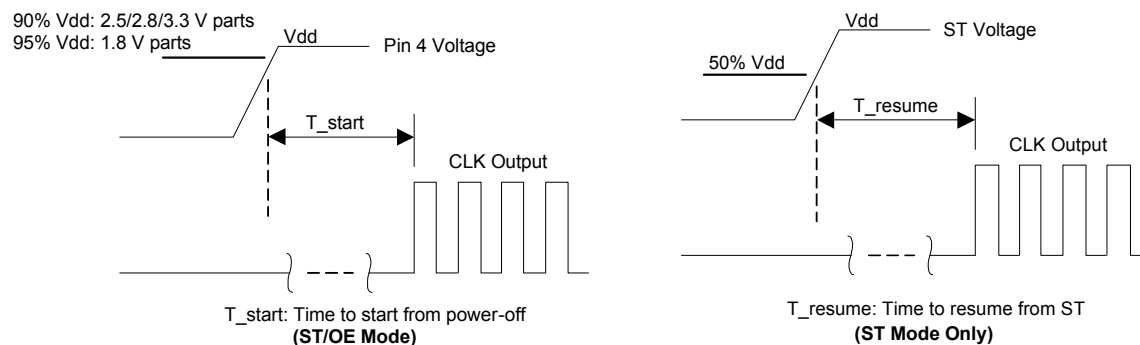 90% Vdd: 2.5/2.8/3.3 V parts
95% Vdd: 1.8 V parts
Vdd
Pin 4 Voltage
T_start
CLK Output
T_start: Time to start from power-off
(ST/OE Mode)
Vdd
ST Voltage
50% Vdd
T_resume
CLK Output
T_resume: Time to resume from ST
(ST Mode Only)